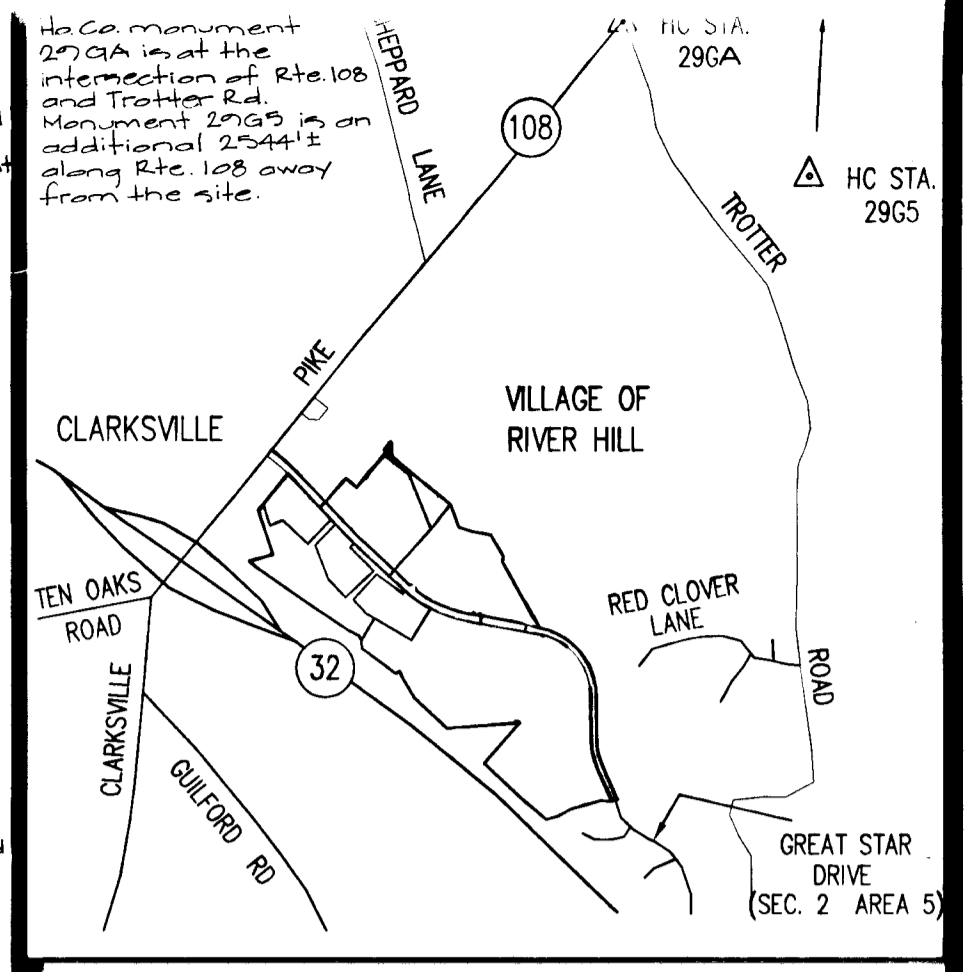 Ho. Co. monument
29GA is at the
intersection of Rte. 108
and Trotter Rd.
Monument 29G5 is an
additional 2544'±
along Rte. 108 away
from the site.
HEPPARD
LANE
HC STA.
29GA
108
HC STA.
29G5
TROTTER
PIKE
VILLAGE OF
RIVER HILL
CLARKSVILLE
TEN OAKS
ROAD
RED CLOVER
LANE
ROAD
32
CLARKSVILLE
GUILFORD RD
GREAT STAR
DRIVE
(SEC. 2 AREA 5)